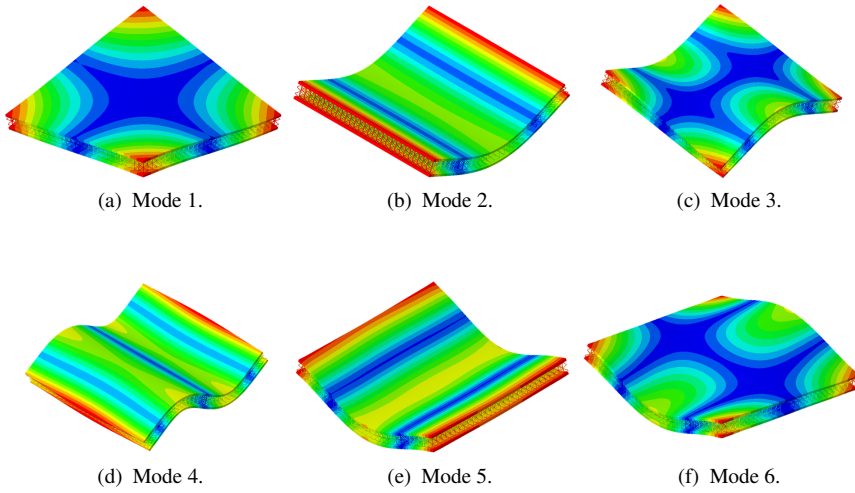 (a) Mode 1.
(b) Mode 2.
(c) Mode 3.
(d) Mode 4.
(e) Mode 5.
(f) Mode 6.